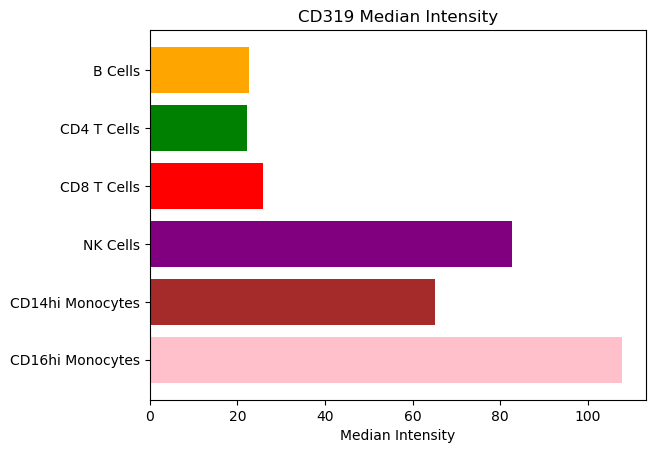 CD319 Median Intensity
B Cells
CD4 T Cells
CD8 T Cells
NK Cells
CD14hi Monocytes
CD16hi Monocytes
0 20 40 60 80 100
Median Intensity